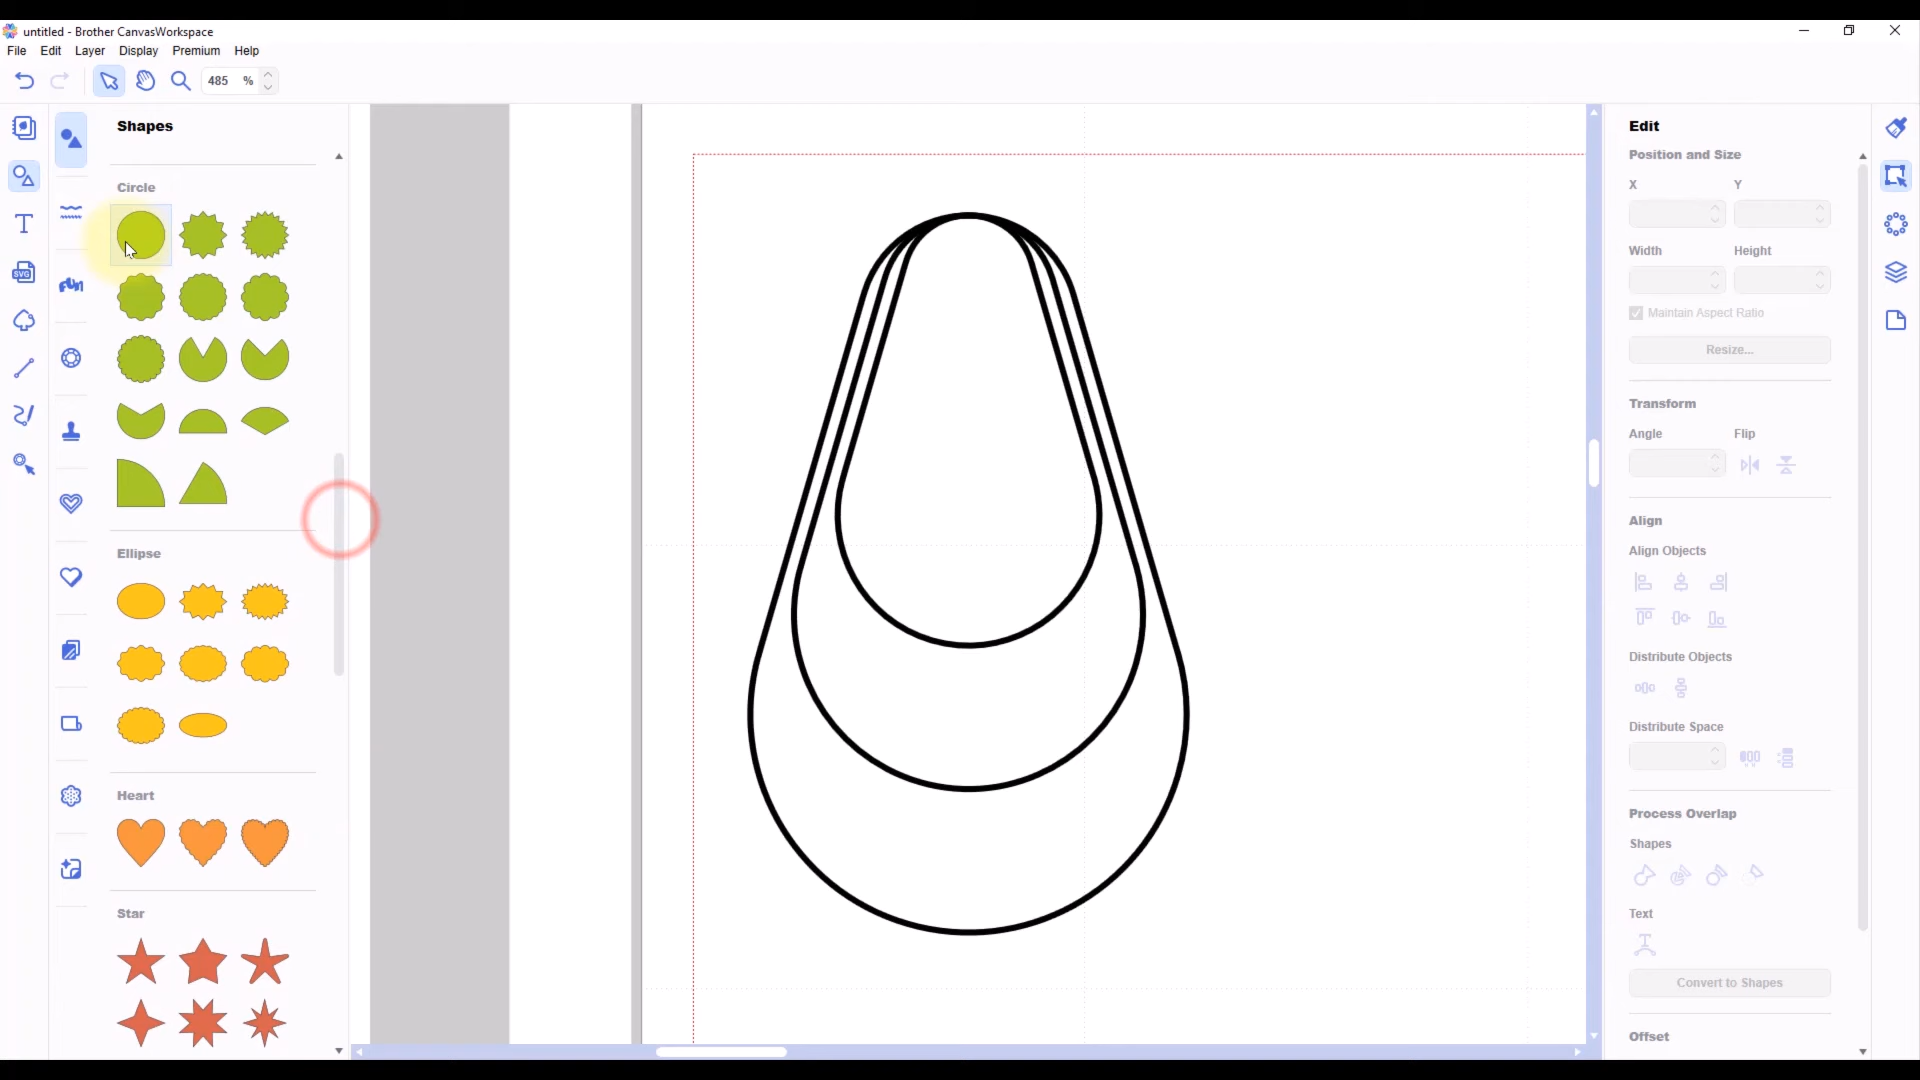 untitled - Brother CanvasWorkspace
File Edit Layer Display Premium Help
485 %
Shapes
Circle
Ellipse
Heart
Star
SVG
Edit
Position and Size
X Y
Width Height
Maintain Aspect Ratio
Resize...
Transform
Angle Flip
Align
Align Objects
Distribute Objects
Distribute Space
Process Overlap
Shapes
Text
Convert to Shapes
Offset